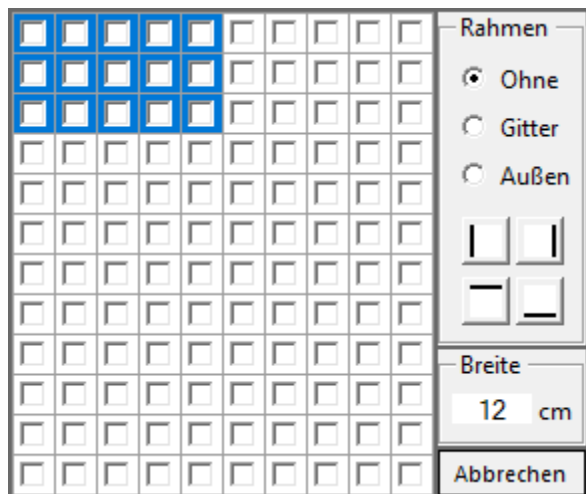 Rahmen
Ohne
Gitter
Außen
Breite
12 cm
Abbrechen